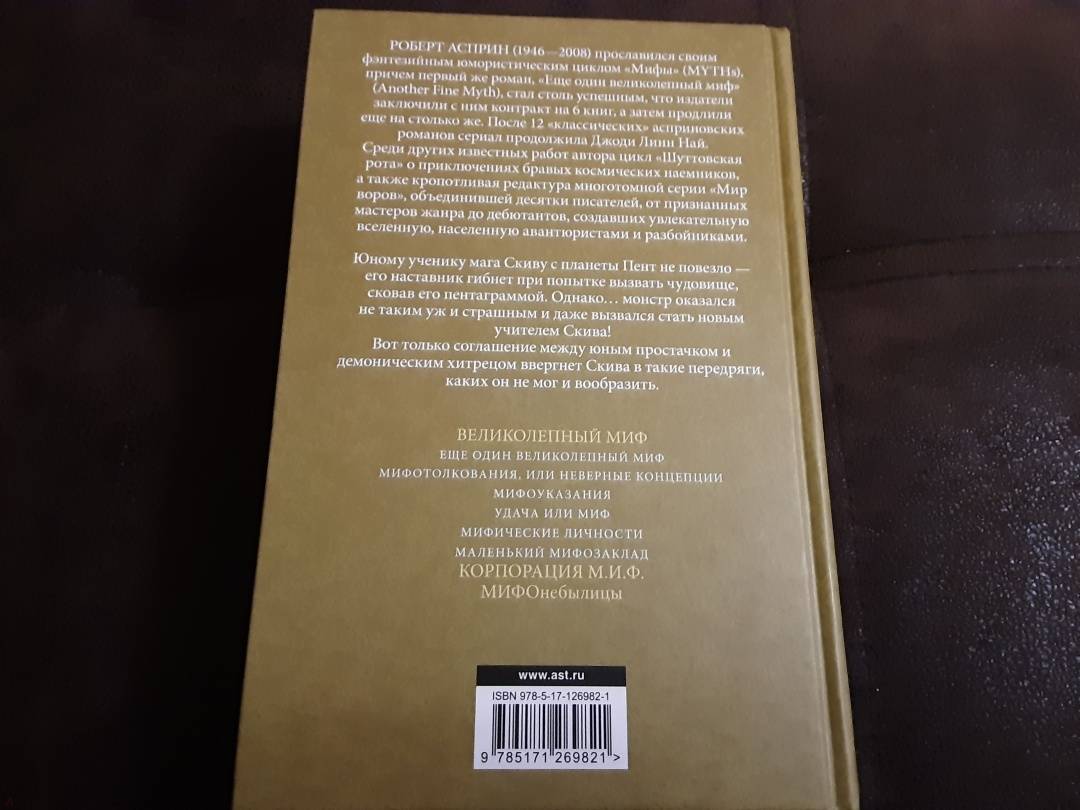 РОБЕРТ АСПРИН (1946—2008) прославился своим
фэнтезийным юмористическим циклом «Мифы» (MYTHs),
причем первый же роман, «Еще один великолепный миф»
(Another Fine Myth), стал столь успешным, что издатели
заключили с ним контракт на 6 книг, а затем продлили
еще на столько же. После 12 «классических» асприновских
романов сериал продолжила Джоди Линн Най.
Среди других известных работ автора цикл «Шуттовская
рота» о приключениях бравых космических наемников,
а также кропотливая редактура многотомной серии «Мир
воров», объединившей десятки писателей, от признанных
мастеров жанра до дебютантов, создавших увлекательную
вселенную, населенную авантюристами и разбойниками.
Юному ученику мага Скиву с планеты Пент не повезло —
его наставник гибнет при попытке вызвать чудовище,
сковав его пентаграммой. Однако… монстр оказался
не таким уж и страшным и даже вызвался стать новым
учителем Скива!
Вот только соглашение между юным простачком и
демоническим хитрецом ввергнет Скива в такие передряги,
каких он не мог и вообразить.
ВЕЛИКОЛЕПНЫЙ МИФ
ЕЩЕ ОДИН ВЕЛИКОЛЕПНЫЙ МИФ
МИФОТОЛКОВАНИЯ, ИЛИ НЕВЕРНЫЕ КОНЦЕПЦИИ
МИФОУКАЗАНИЯ
УДАЧА ИЛИ МИФ
МИФИЧЕСКИЕ ЛИЧНОСТИ
МАЛЕНЬКИЙ МИФОЗАКЛАД
КОРПОРАЦИЯ М.И.Ф.
МИФОнебылицы
www.ast.ru
ISBN 978-5-17-126982-1
9 785171 269821 >